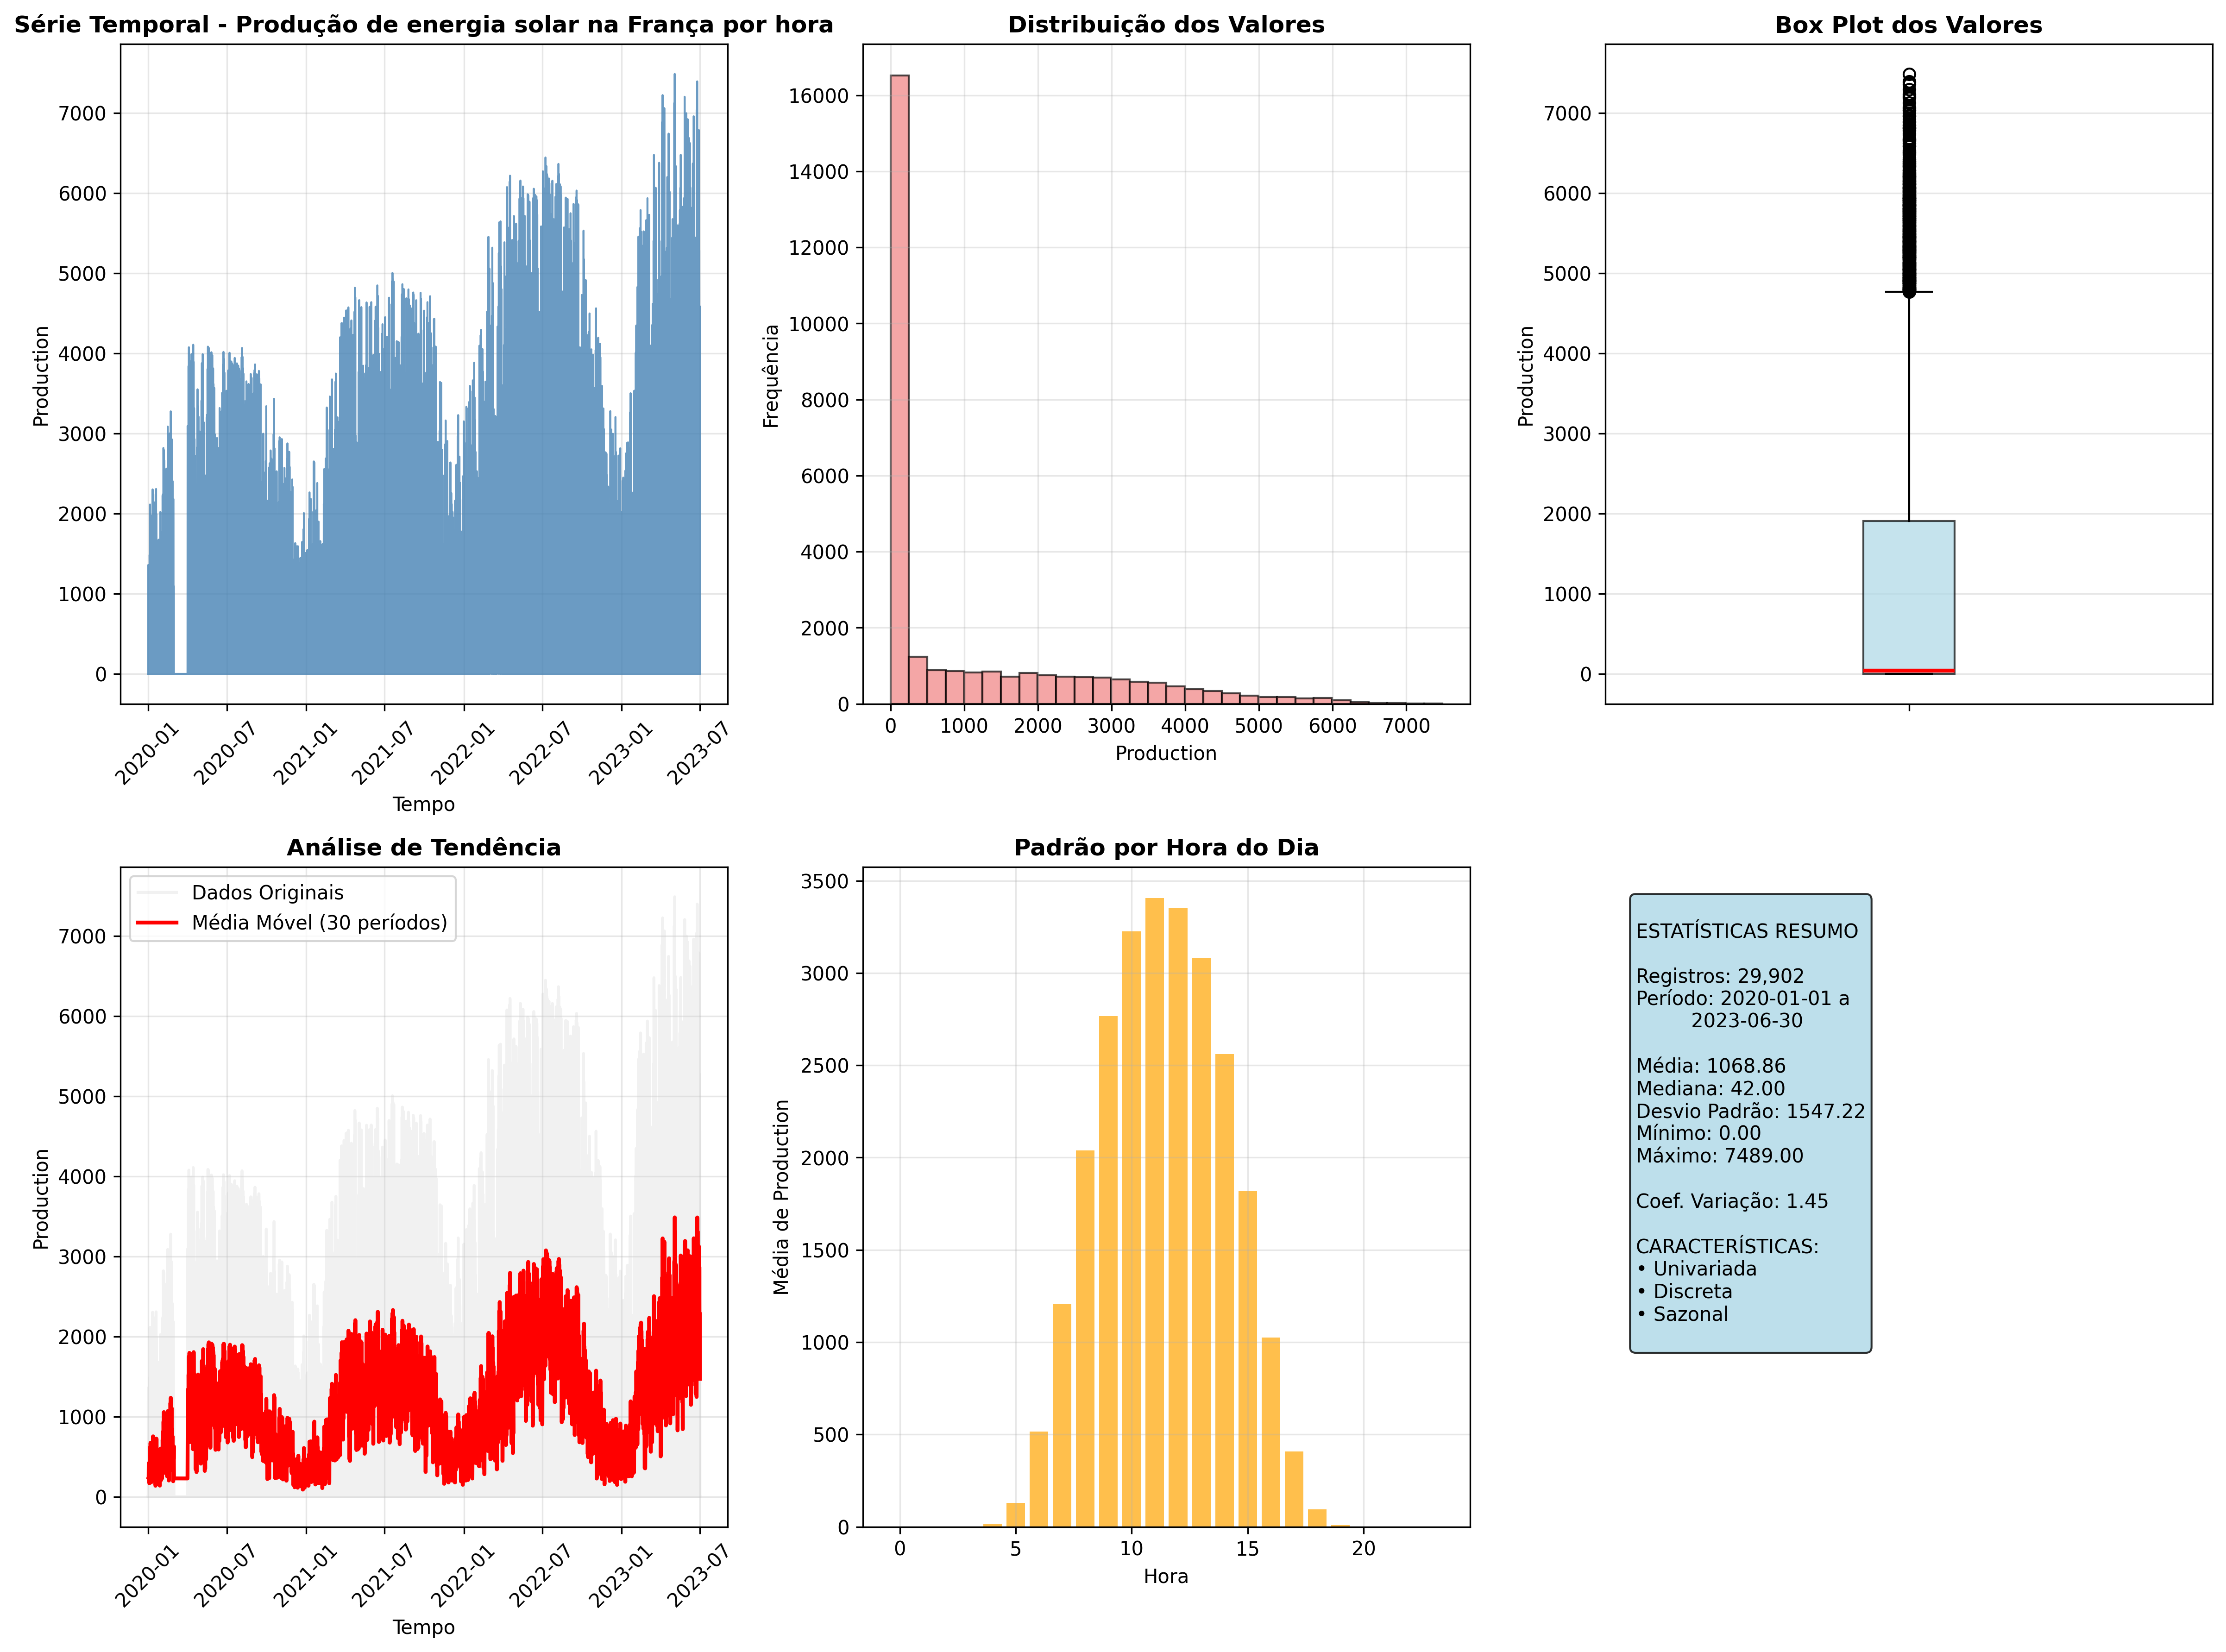 Série Temporal - Produção de energia solar na França por hora
Production
7000
6000
5000
4000
3000
2000
1000
0
2020-01
2020-07
2021-01
2021-07
2022-01
2022-07
2023-01
2023-07
Tempo
Distribuição dos Valores
Frequência
16000
14000
12000
10000
8000
6000
4000
2000
0
0 1000 2000 3000 4000 5000 6000 7000
Production
Box Plot dos Valores
Production
7000
6000
5000
4000
3000
2000
1000
0
Análise de Tendência
Dados Originais
Média Móvel (30 períodos)
Production
7000
6000
5000
4000
3000
2000
1000
0
2020-01
2020-07
2021-01
2021-07
2022-01
2022-07
2023-01
2023-07
Tempo
Padrão por Hora do Dia
Média de Production
3500
3000
2500
2000
1500
1000
500
0
0 5 10 15 20
Hora
ESTATÍSTICAS RESUMO
Registros: 29,902
Período: 2020-01-01 a
2023-06-30
Média: 1068.86
Mediana: 42.00
Desvio Padrão: 1547.22
Mínimo: 0.00
Máximo: 7489.00
Coef. Variação: 1.45
CARACTERÍSTICAS:
• Univariada
• Discreta
• Sazonal